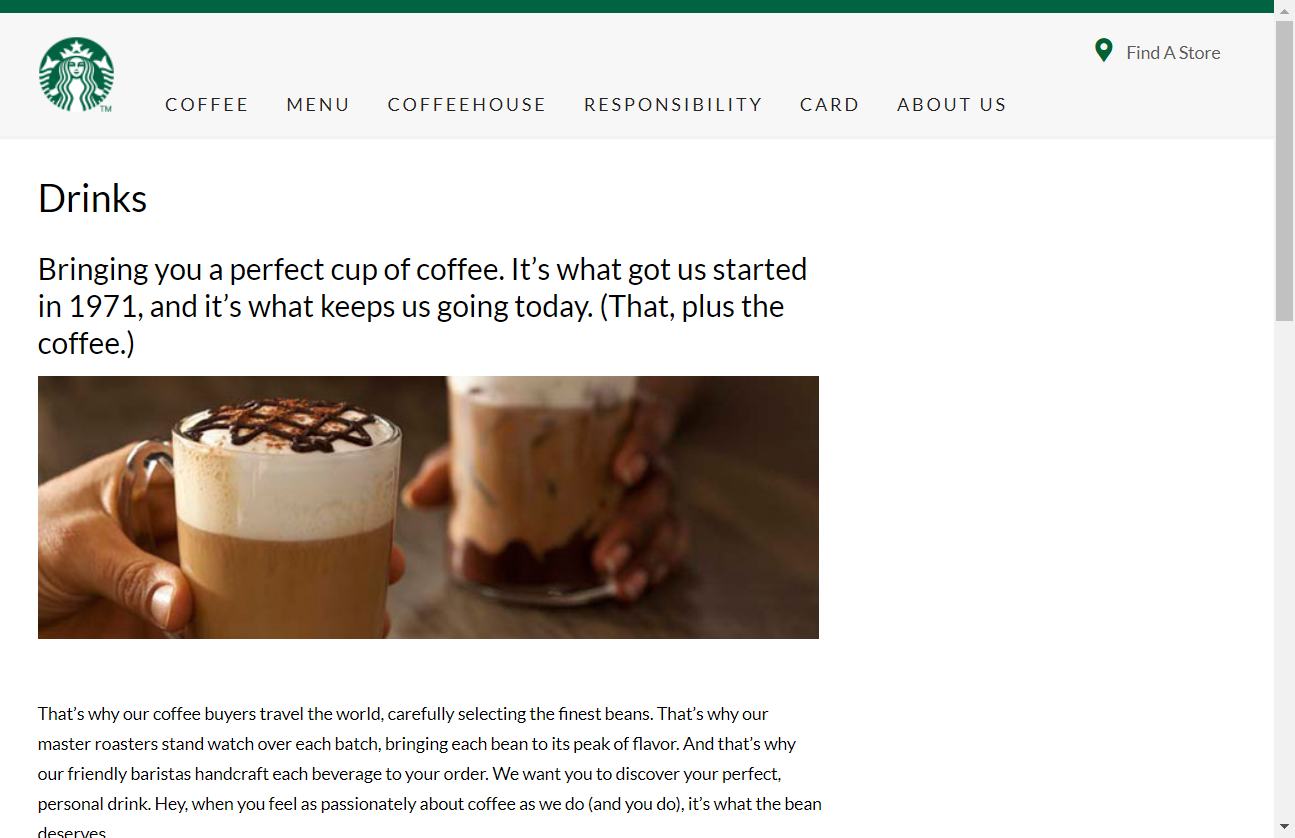 Find A Store
TM
COFFEE MENU COFFEEHOUSE RESPONSIBILITY CARD ABOUT US
Drinks
Bringing you a perfect cup of coffee. It’s what got us started
in 1971, and it’s what keeps us going today. (That, plus the
coffee.)
That’s why our coffee buyers travel the world, carefully selecting the finest beans. That’s why our
master roasters stand watch over each batch, bringing each bean to its peak of flavor. And that’s why
our friendly baristas handcraft each beverage to your order. We want you to discover your perfect,
personal drink. Hey, when you feel as passionately about coffee as we do (and you do), it’s what the bean
deserves.